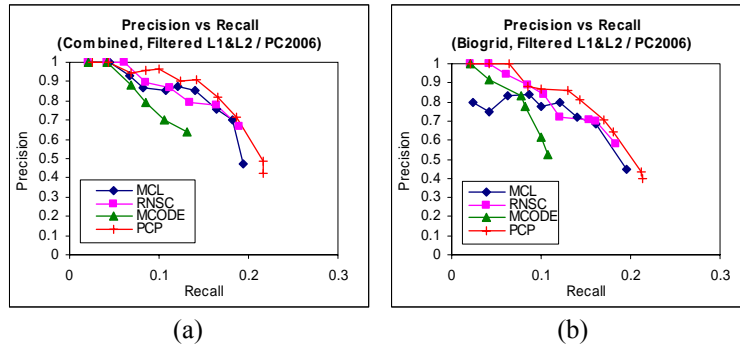 Precision vs Recall
(Combined, Filtered L1&L2 / PC2006)
Precision
1
0.9
0.8
0.7
0.6
0.5
0.4
0.3
0.2
0.1
0
MCL
RNSC
MCODE
PCP
0
0.1
0.2
0.3
Recall
(a)
Precision vs Recall
(Biogrid, Filtered L1&L2 / PC2006)
Precision
1
0.9
0.8
0.7
0.6
0.5
0.4
0.3
0.2
0.1
0
MCL
RNSC
MCODE
PCP
0
0.1
0.2
0.3
Recall
(b)